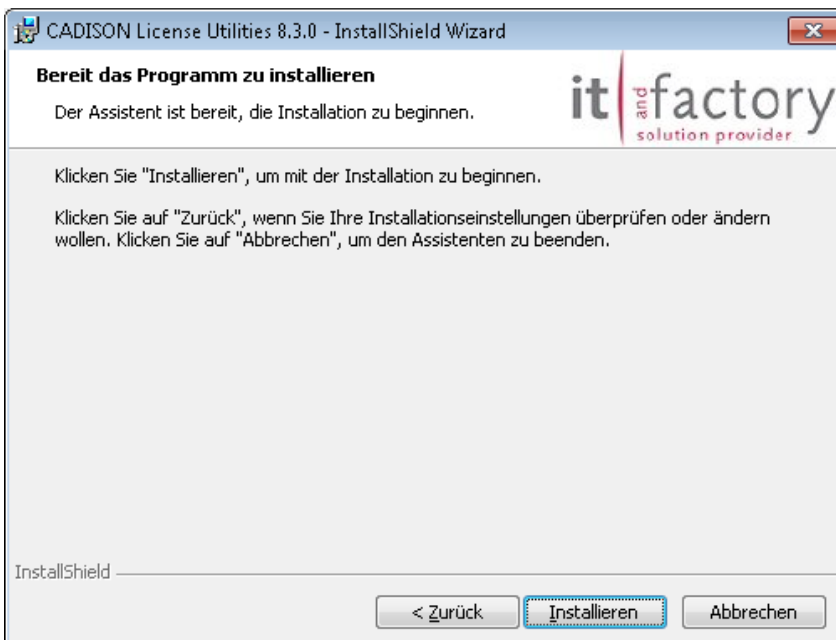 CADISON License Utilities 8.3.0 - InstallShield Wizard
Bereit das Programm zu installieren
Der Assistent ist bereit, die Installation zu beginnen.
it and factory
solution provider
Klicken Sie "Installieren", um mit der Installation zu beginnen.
Klicken Sie auf "Zurück", wenn Sie Ihre Installationseinstellungen überprüfen oder ändern
wollen. Klicken Sie auf "Abbrechen", um den Assistenten zu beenden.
InstallShield
< Zurück
Installieren
Abbrechen